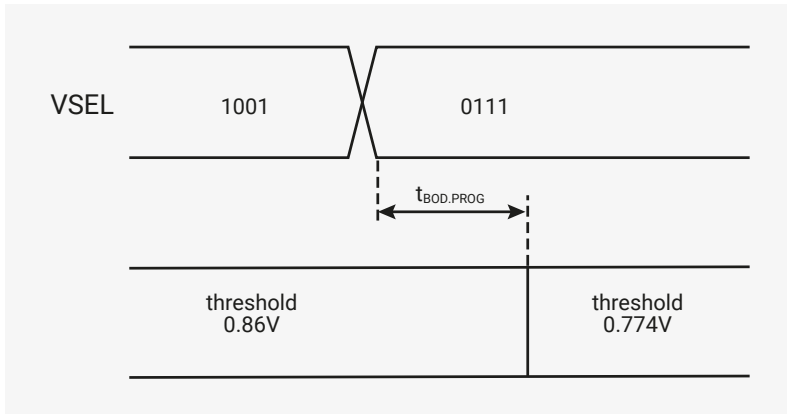 VSEL 1001 0111
tBOD.PROG
threshold threshold
0.86V 0.774V